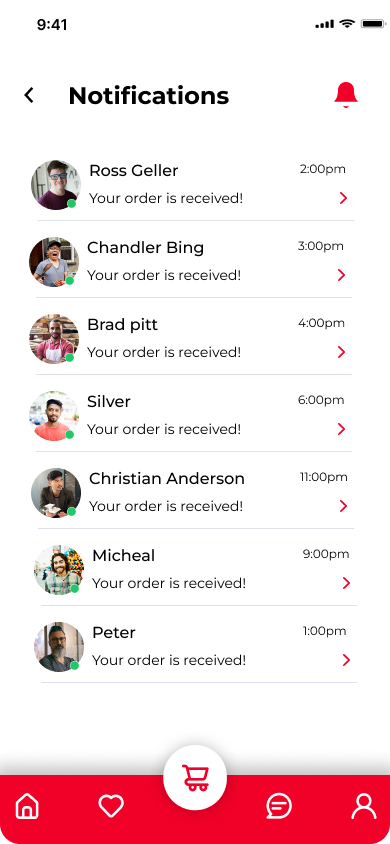 9:41
Notifications
Ross Geller 2:00pm
Your order is received!
Chandler Bing 3:00pm
Your order is received!
Brad pitt 4:00pm
Your order is received!
Silver 6:00pm
Your order is received!
Christian Anderson 11:00pm
Your order is received!
Micheal 9:00pm
Your order is received!
Peter 1:00pm
Your order is received!